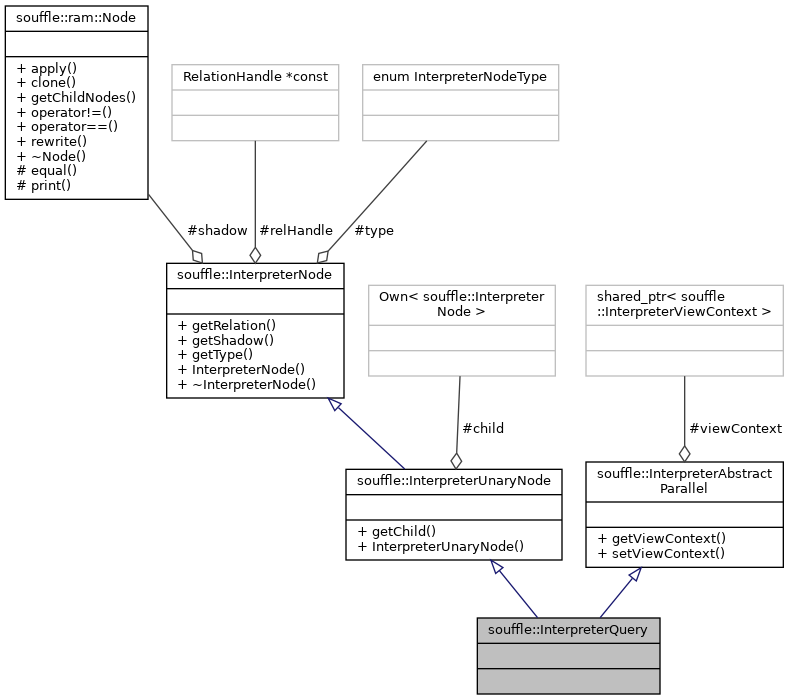 souffle::ram::Node
+ apply()
+ clone()
+ getChildNodes()
+ operator!=()
+ operator==()
+ rewrite()
+ ~Node()
# equal()
# print()
RelationHandle *const
enum InterpreterNodeType
#shadow
#relHandle
#type
souffle::InterpreterNode
+ getRelation()
+ getShadow()
+ getType()
+ InterpreterNode()
+ ~InterpreterNode()
Own< souffle::Interpreter
Node >
shared_ptr< souffle
::InterpreterViewContext >
#child
#viewContext
souffle::InterpreterUnaryNode
+ getChild()
+ InterpreterUnaryNode()
souffle::InterpreterAbstract
Parallel
+ getViewContext()
+ setViewContext()
souffle::InterpreterQuery